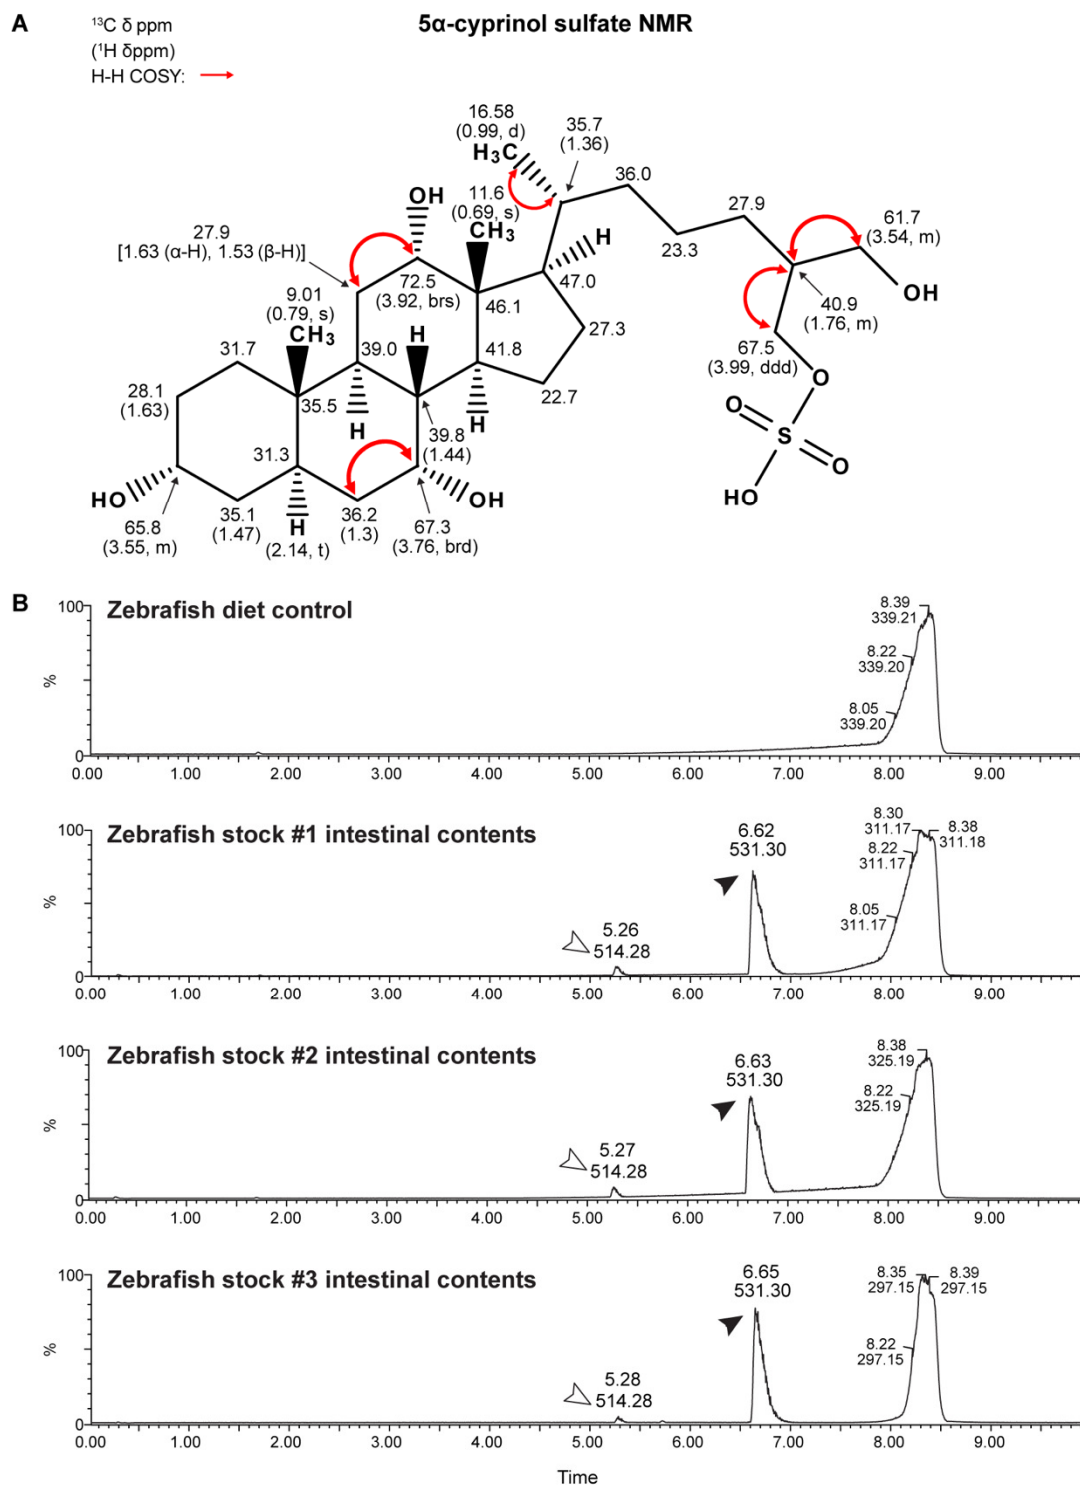 A
5α-cyprinol sulfate NMR
¹³C δ ppm
(¹H δppm)
H-H COSY:
16.58
(0.99, d)
H₃C
35.7
(1.36)
36.0
OH
11.6
(0.69, s)
CH₃
27.9
61.7
(3.54, m)
27.9
[1.63 (α-H), 1.53 (β-H)]
H
23.3
47.0
72.5
(3.92, brs)
46.1
40.9
(1.76, m)
OH
9.01
(0.79, s)
CH₃
H
27.3
67.5
(3.99, ddd)
31.7
39.0
41.8
O
28.1
(1.63)
35.5
22.7
O
H
H
S
39.8
(1.44)
31.3
O
HO
OH
HO
65.8
(3.55, m)
35.1
(1.47)
H
(2.14, t)
36.2
(1.3)
67.3
(3.76, brd)
B
Zebrafish diet control
100
%
0
8.05
339.20
8.22
339.20
8.39
339.21
0.00 1.00 2.00 3.00 4.00 5.00 6.00 7.00 8.00 9.00
Zebrafish stock #1 intestinal contents
100
%
0
5.26
514.28
6.62
531.30
8.05
311.17
8.22
311.17
8.30
311.17
8.38
311.18
0.00 1.00 2.00 3.00 4.00 5.00 6.00 7.00 8.00 9.00
Zebrafish stock #2 intestinal contents
100
%
0
5.27
514.28
6.63
531.30
8.22
325.19
8.38
325.19
0.00 1.00 2.00 3.00 4.00 5.00 6.00 7.00 8.00 9.00
Zebrafish stock #3 intestinal contents
100
%
0
5.28
514.28
6.65
531.30
8.22
297.15
8.35
297.15
8.39
297.15
0.00 1.00 2.00 3.00 4.00 5.00 6.00 7.00 8.00 9.00
Time